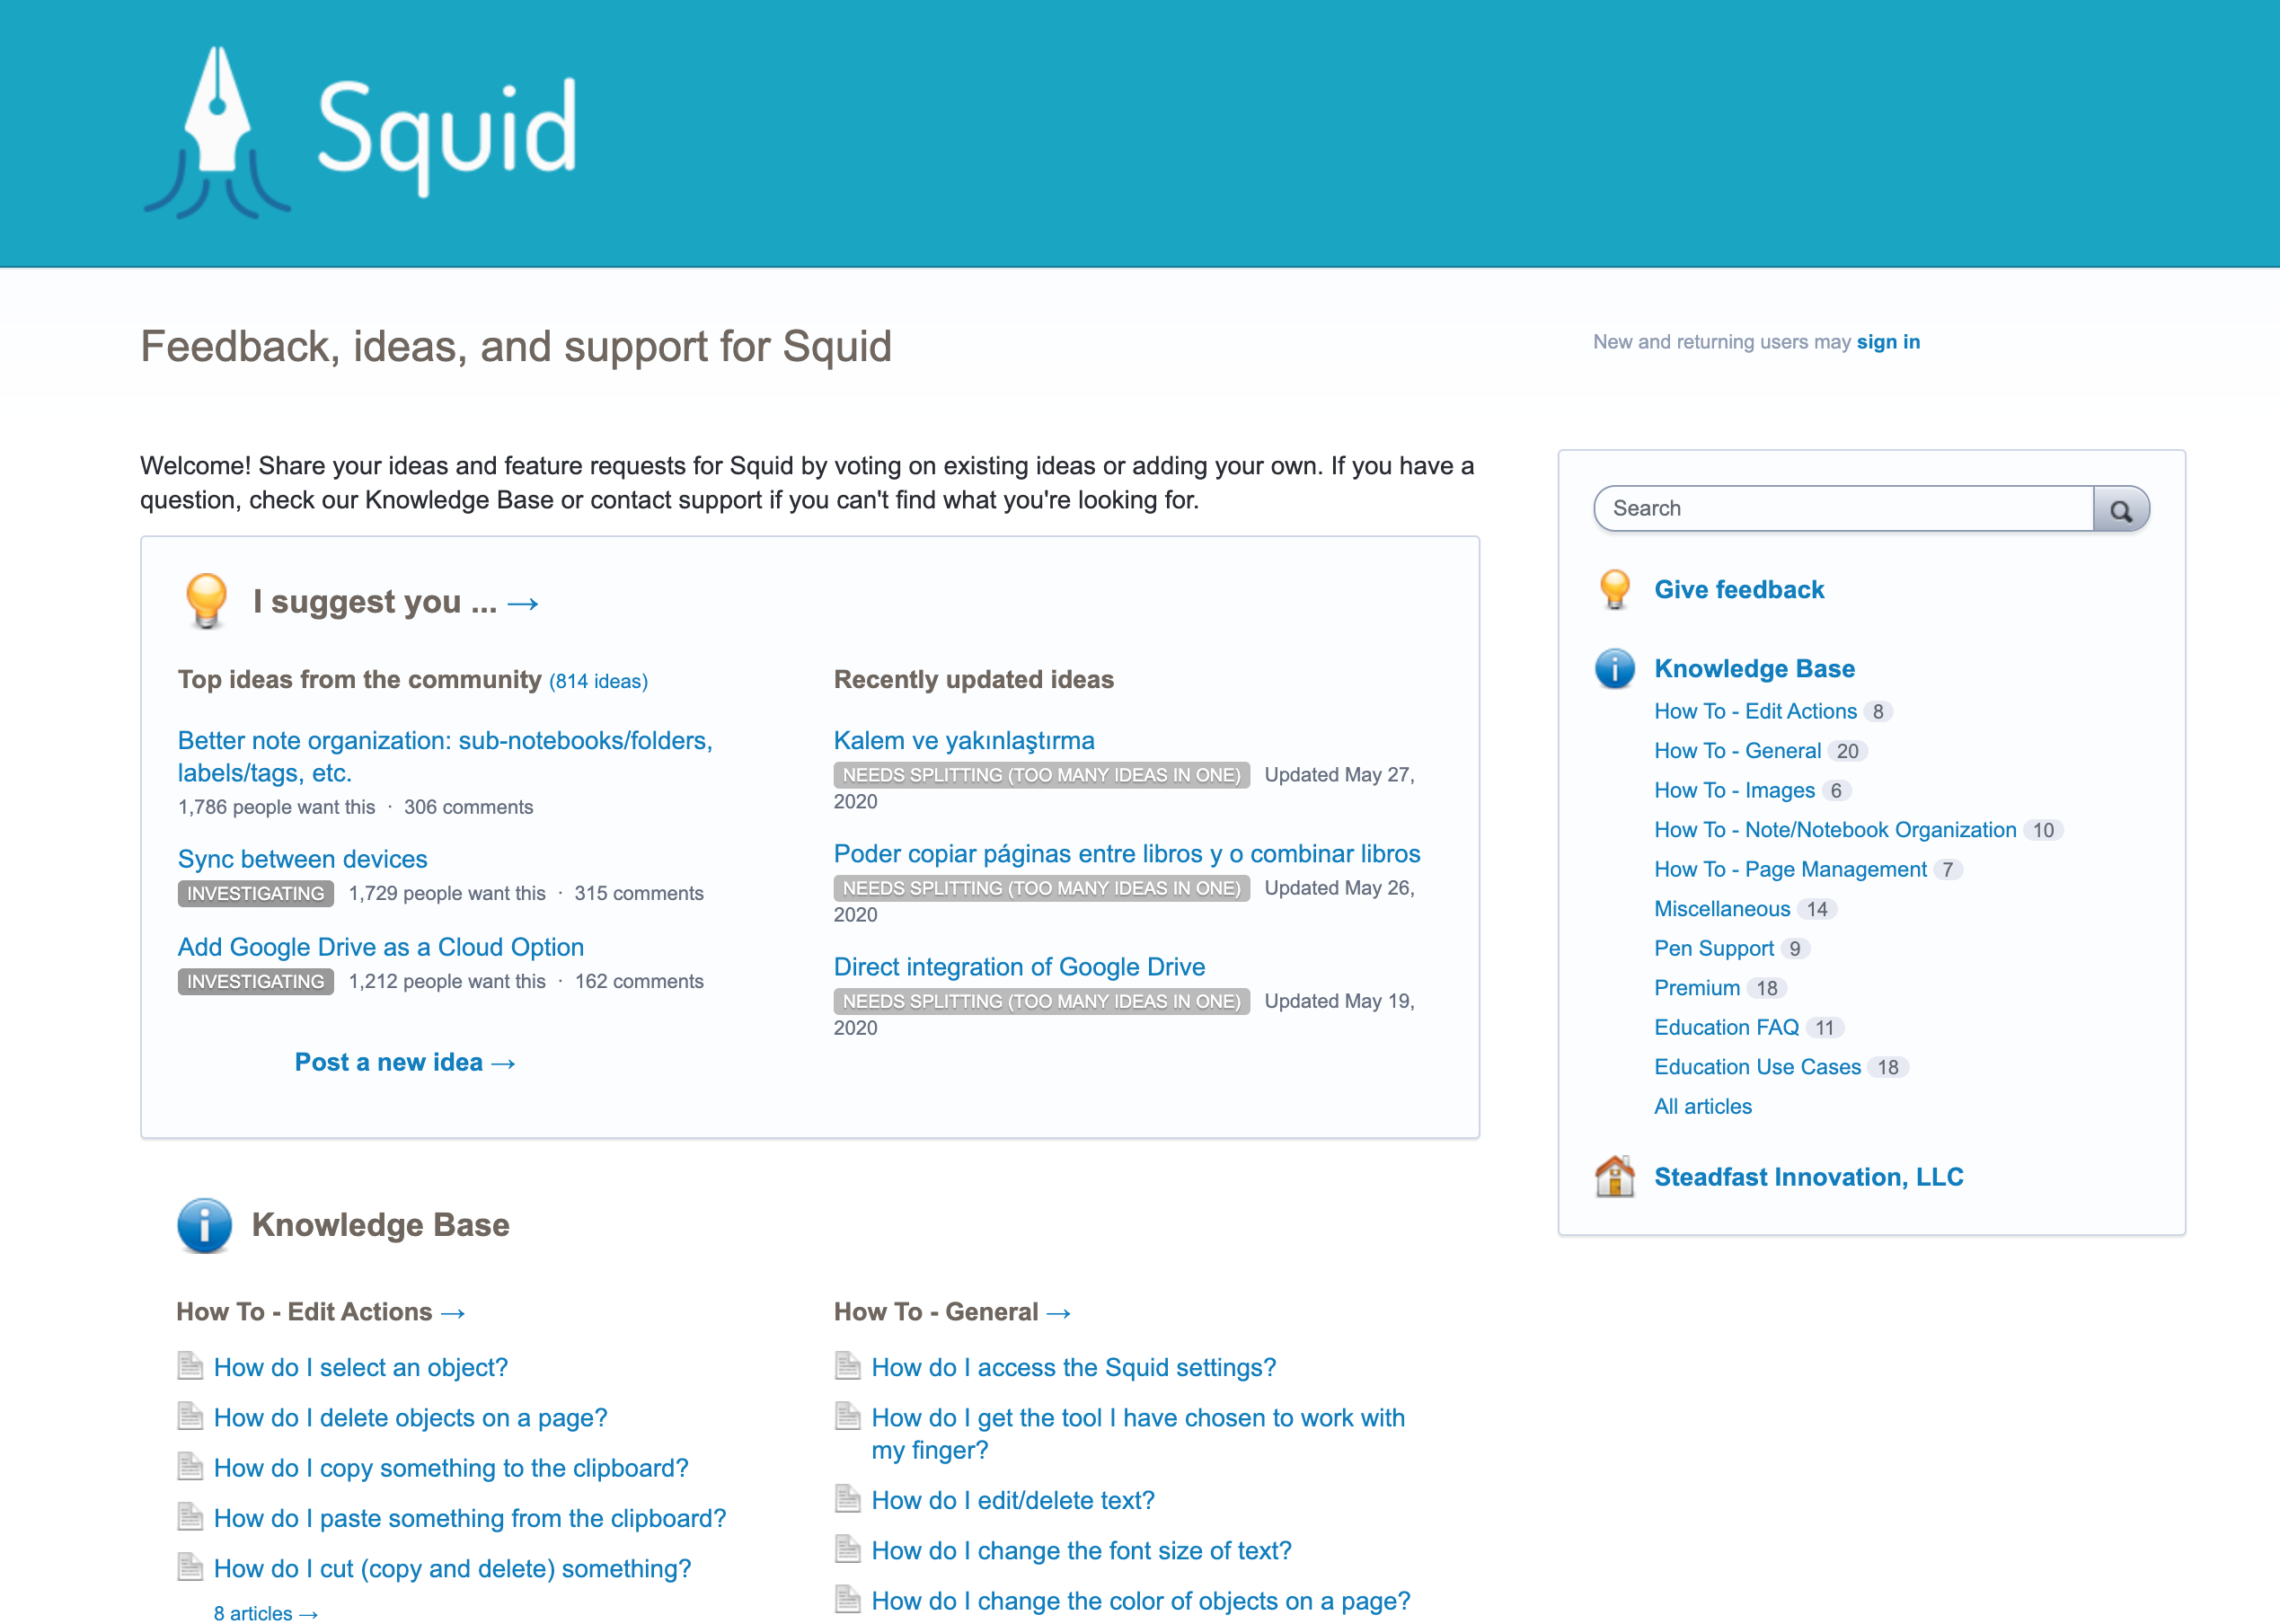 Squid
Feedback, ideas, and support for Squid
New and returning users may sign in
Welcome! Share your ideas and feature requests for Squid by voting on existing ideas or adding your own. If you have a
question, check our Knowledge Base or contact support if you can't find what you're looking for.
I suggest you ... →
Top ideas from the community (814 ideas)
Better note organization: sub-notebooks/folders,
labels/tags, etc.
1,786 people want this · 306 comments
Sync between devices
INVESTIGATING 1,729 people want this · 315 comments
Add Google Drive as a Cloud Option
INVESTIGATING 1,212 people want this · 162 comments
Post a new idea →
Recently updated ideas
Kalem ve yakınlaştırma
NEEDS SPLITTING (TOO MANY IDEAS IN ONE) Updated May 27,
2020
Poder copiar páginas entre libros y o combinar libros
NEEDS SPLITTING (TOO MANY IDEAS IN ONE) Updated May 26,
2020
Direct integration of Google Drive
NEEDS SPLITTING (TOO MANY IDEAS IN ONE) Updated May 19,
2020
Knowledge Base
How To - Edit Actions →
How do I select an object?
How do I delete objects on a page?
How do I copy something to the clipboard?
How do I paste something from the clipboard?
How do I cut (copy and delete) something?
8 articles →
How To - General →
How do I access the Squid settings?
How do I get the tool I have chosen to work with
my finger?
How do I edit/delete text?
How do I change the font size of text?
How do I change the color of objects on a page?
Search
Give feedback
Knowledge Base
How To - Edit Actions 8
How To - General 20
How To - Images 6
How To - Note/Notebook Organization 10
How To - Page Management 7
Miscellaneous 14
Pen Support 9
Premium 18
Education FAQ 11
Education Use Cases 18
All articles
Steadfast Innovation, LLC